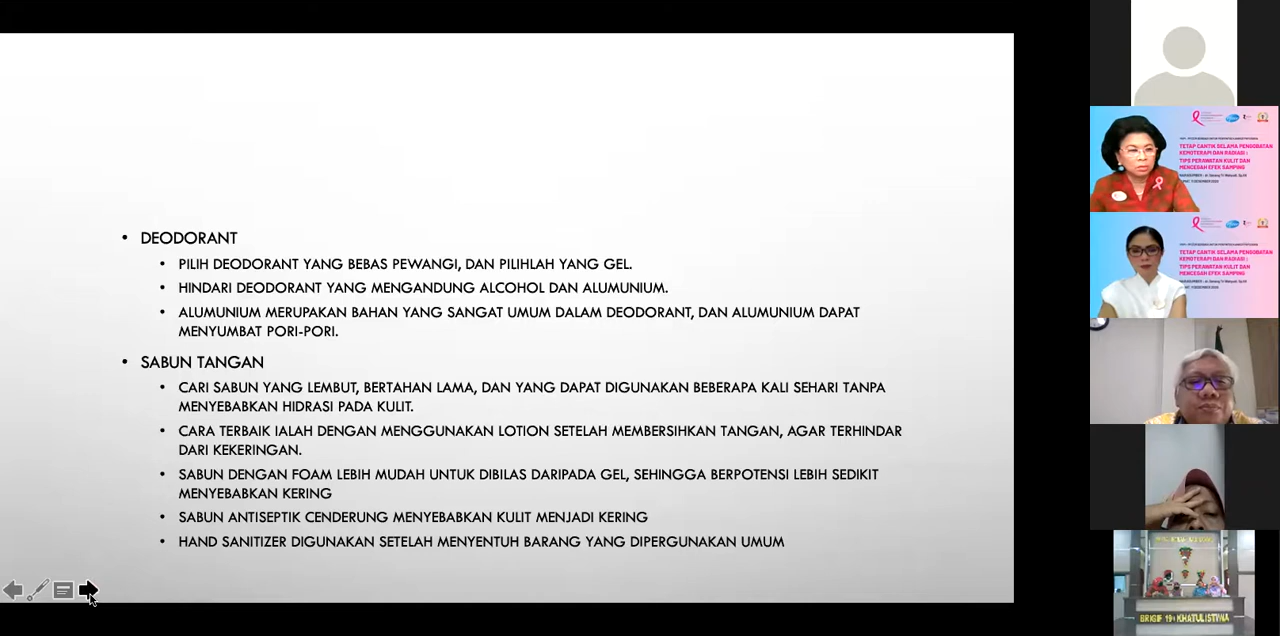 DEODORANT
PILIH DEODORANT YANG BEBAS PEWANGI, DAN PILIHLAH YANG GEL.
HINDARI DEODORANT YANG MENGANDUNG ALCOHOL DAN ALUMUNIUM.
ALUMUNIUM MERUPAKAN BAHAN YANG SANGAT UMUM DALAM DEODORANT, DAN ALUMUNIUM DAPAT
MENYUMBAT PORI-PORI.
SABUN TANGAN
CARI SABUN YANG LEMBUT, BERTAHAN LAMA, DAN YANG DAPAT DIGUNAKAN BEBERAPA KALI SEHARI TANPA
MENYEBABKAN HIDRASI PADA KULIT.
CARA TERBAIK IALAH DENGAN MENGGUNAKAN LOTION SETELAH MEMBERSIHKAN TANGAN, AGAR TERHINDAR
DARI KEKERINGAN.
SABUN DENGAN FOAM LEBIH MUDAH UNTUK DIBILAS DARIPADA GEL, SEHINGGA BERPOTENSI LEBIH SEDIKIT
MENYEBABKAN KERING
SABUN ANTISEPTIK CENDERUNG MENYEBABKAN KULIT MENJADI KERING
HAND SANITIZER DIGUNAKAN SETELAH MENYENTUH BARANG YANG DIPERGUNAKAN UMUM
TETAP CANTIK SELAMA PENGOBATAN
KEMOTERAPI DAN RADIASI :
TIPS PERAWATAN KULIT DAN
MENCEGAH EFEK SAMPING
TETAP CANTIK SELAMA PENGOBATAN
KEMOTERAPI DAN RADIASI :
TIPS PERAWATAN KULIT DAN
MENCEGAH EFEK SAMPING
BRIGIF 19 KHATULISTIWA